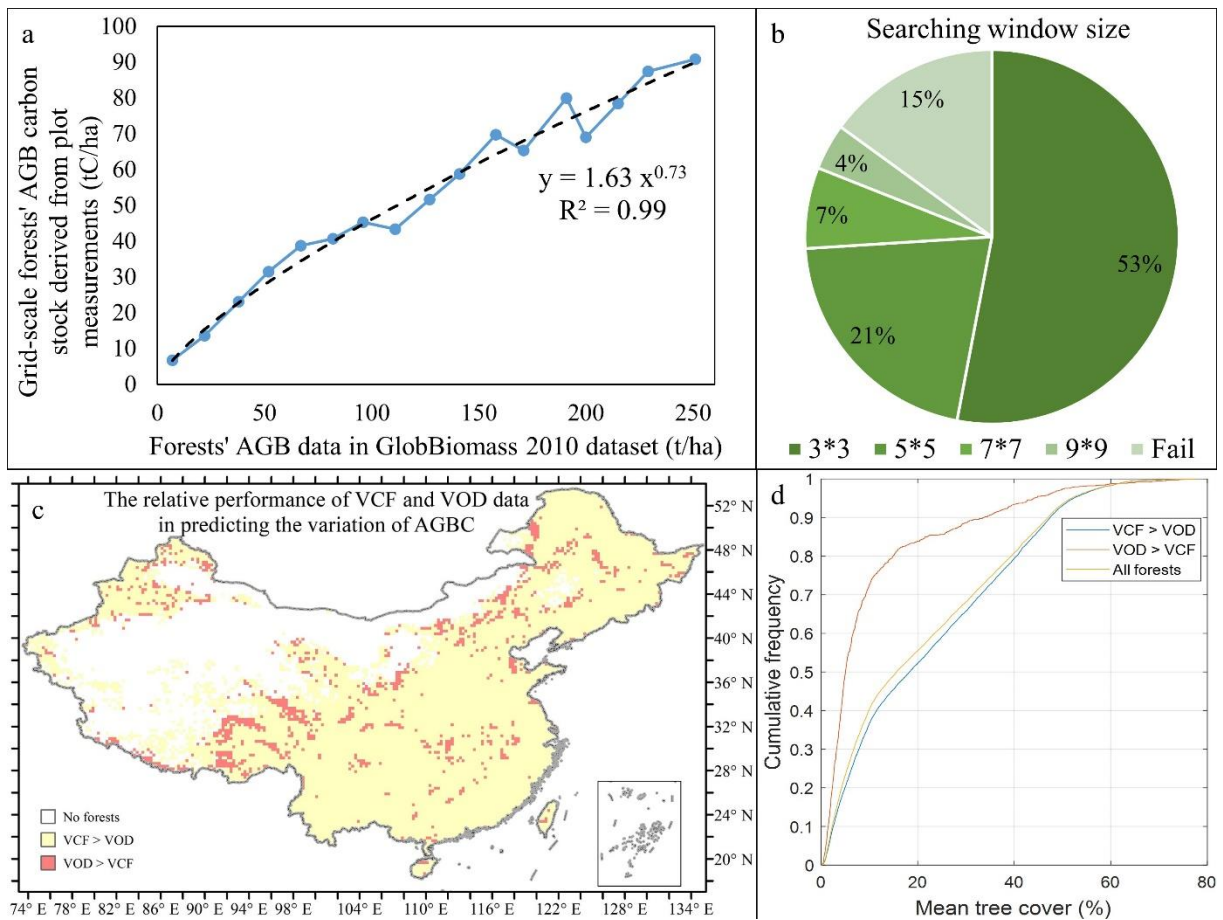 a
100
90
80
70
60
50
40
30
20
10
0
Grid-scale forests' AGB carbon
stock derived from plot
measurements (tC/ha)
y = 1.63 x^0.73
R² = 0.99
0 50 100 150 200 250
Forests' AGB data in GlobBiomass 2010 dataset (t/ha)
b
Searching window size
15%
4%
7%
21%
53%
3*3 5*5 7*7 9*9 Fail
c
The relative performance of VCF and VOD data
in predicting the variation of AGBC
52° N
48° N
44° N
40° N
36° N
32° N
28° N
24° N
20° N
No forests
VCF > VOD
VOD > VCF
74° E 78° E 82° E 86° E 90° E 94° E 98° E 104° E 110° E 116° E 122° E 128° E 134° E
d
1
0.9
0.8
0.7
0.6
0.5
0.4
0.3
0.2
0.1
0
Cumulative frequency
VCF > VOD
VOD > VCF
All forests
0 20 40 60 80
Mean tree cover (%)